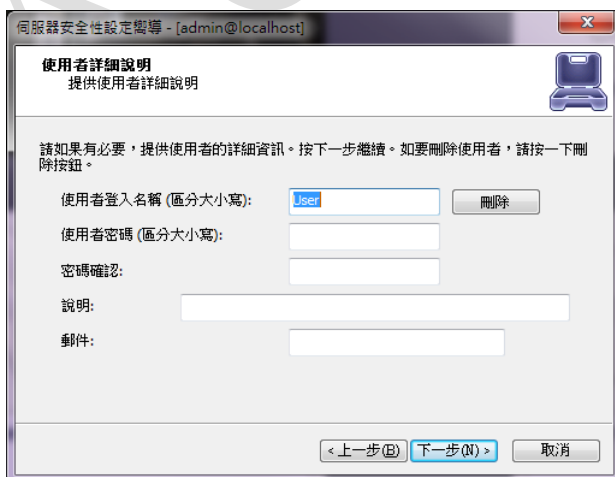 伺服器安全性設定嚮導 - [admin@localhost]
使用者詳細說明
提供使用者詳細說明
請如果有必要，提供使用者的詳細資訊。按下一步繼續。如要刪除使用者，請按一下刪
除按鈕。
使用者登入名稱 (區分大小寫): User 刪除
使用者密碼 (區分大小寫):
密碼確認:
說明:
郵件:
<上一步(B) 下一步(N) > 取消